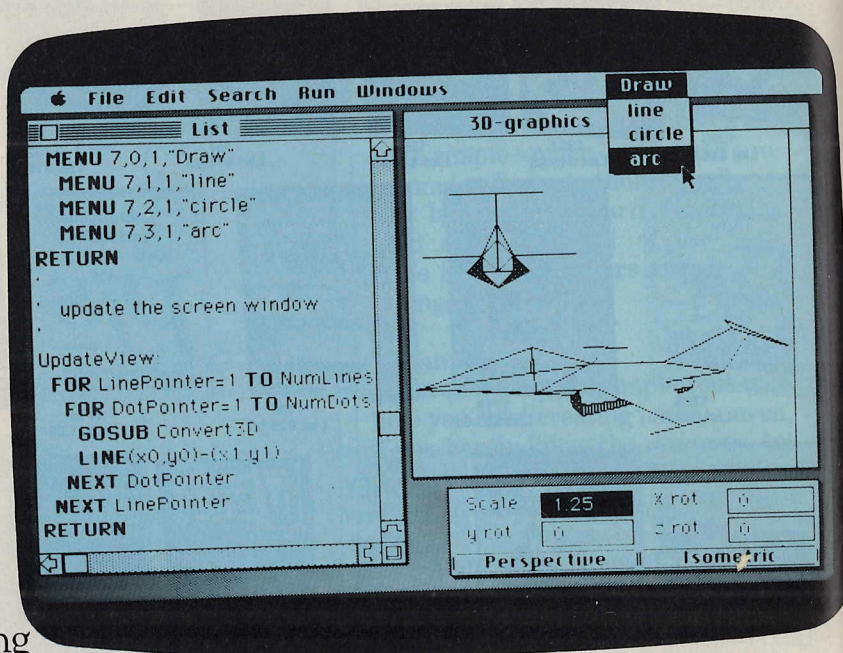 File Edit Search Run Windows Draw
line
circle
arc
List
MENU 7,0,1,"Draw"
MENU 7,1,1,"line"
MENU 7,2,1,"circle"
MENU 7,3,1,"arc"
RETURN
'
' update the screen window
'
UpdateView:
FOR LinePointer=1 TO NumLines
FOR DotPointer=1 TO NumDots
GOSUB Convert3D
LINE(x0,y0)-(x1,y1)
NEXT DotPointer
NEXT LinePointer
RETURN
3D-graphics
Scale 1.25 X rot 0
y rot 0 z rot 0
Perspective Isometric
ng